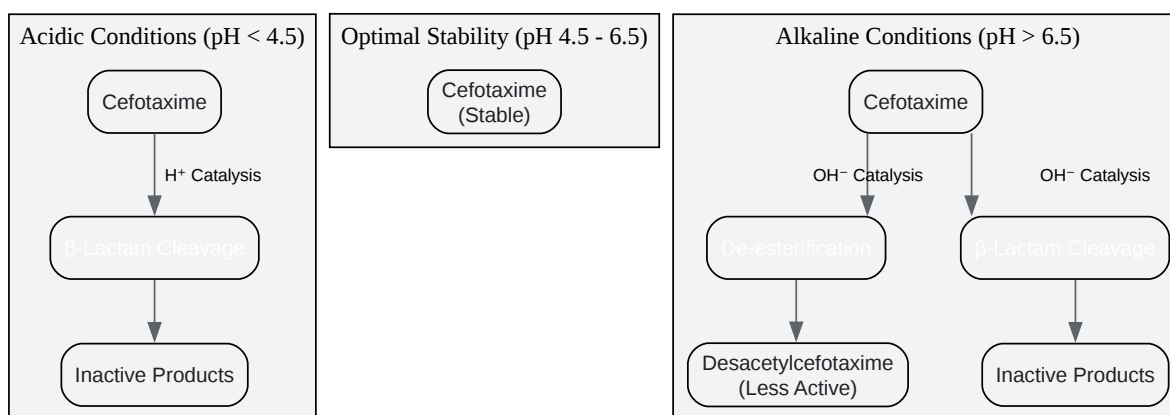 Acidic Conditions (pH < 4.5)
Cefotaxime
H⁺ Catalysis
β-Lactam Cleavage
Inactive Products
Optimal Stability (pH 4.5 - 6.5)
Cefotaxime
(Stable)
Alkaline Conditions (pH > 6.5)
Cefotaxime
OH⁻ Catalysis
OH⁻ Catalysis
De-esterification
β-Lactam Cleavage
Desacetylcefotaxime
(Less Active)
Inactive Products